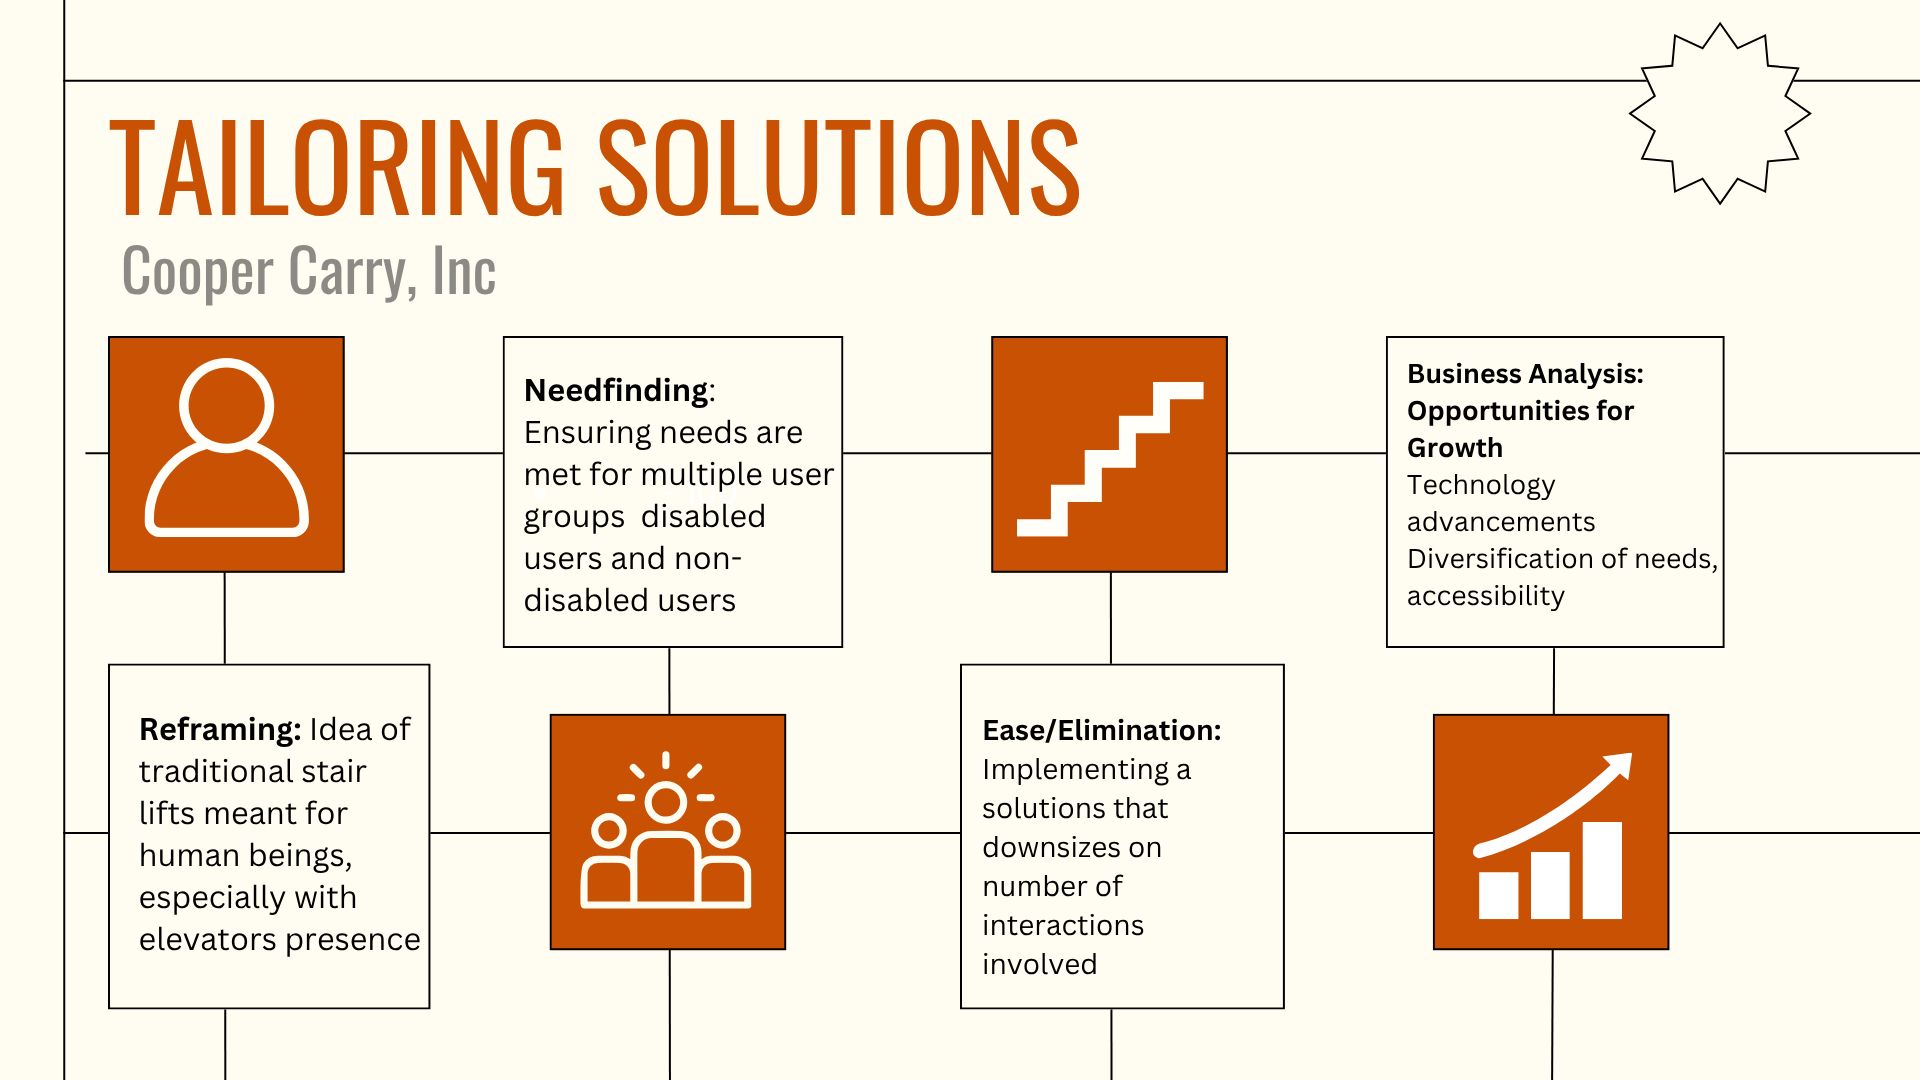 TAILORING SOLUTIONS
Cooper Carry, Inc
Needfinding:
Ensuring needs are
met for multiple user
groups  disabled
users and non-
disabled users
Business Analysis:
Opportunities for
Growth
Technology
advancements
Diversification of needs,
accessibility
Reframing: Idea of
traditional stair
lifts meant for
human beings,
especially with
elevators presence
Ease/Elimination:
Implementing a
solutions that
downsizes on
number of
interactions
involved